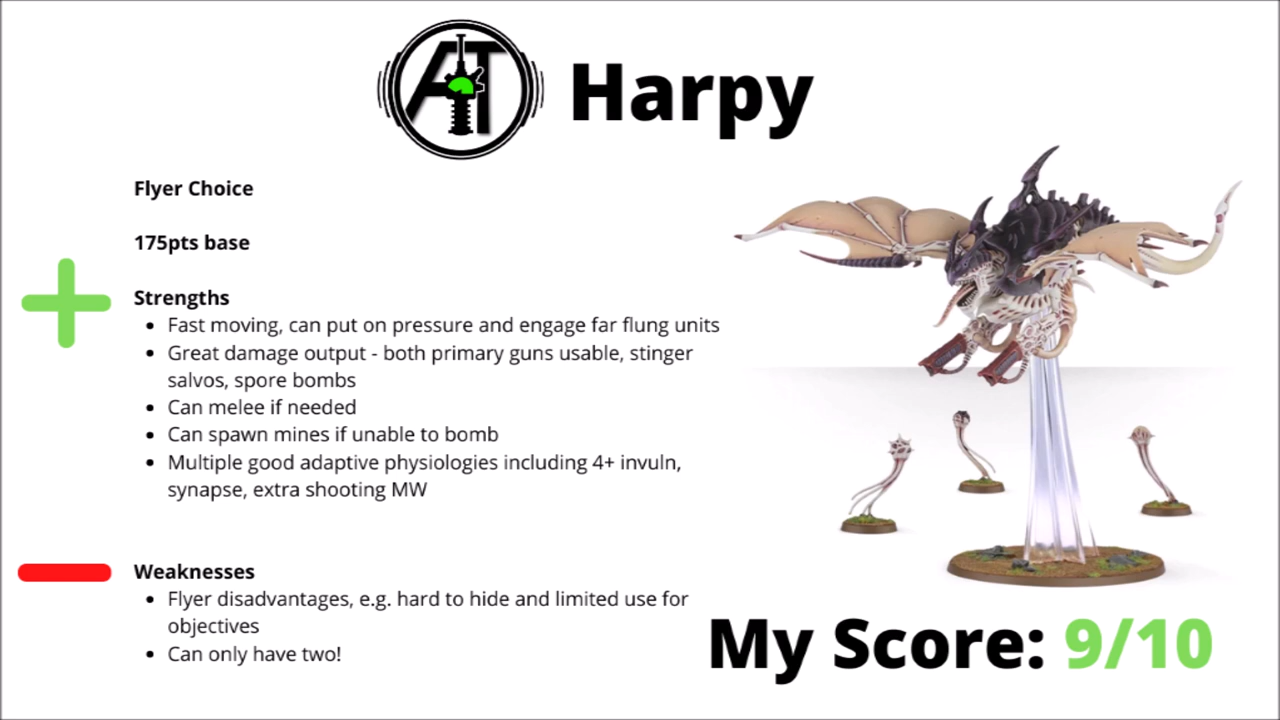 AT
Harpy
Flyer Choice
175pts base
Strengths
• Fast moving, can put on pressure and engage far flung units
• Great damage output - both primary guns usable, stinger
salvos, spore bombs
• Can melee if needed
• Can spawn mines if unable to bomb
• Multiple good adaptive physiologies including 4+ invuln,
synapse, extra shooting MW
Weaknesses
• Flyer disadvantages, e.g. hard to hide and limited use for
objectives
• Can only have two!
My Score: 9/10